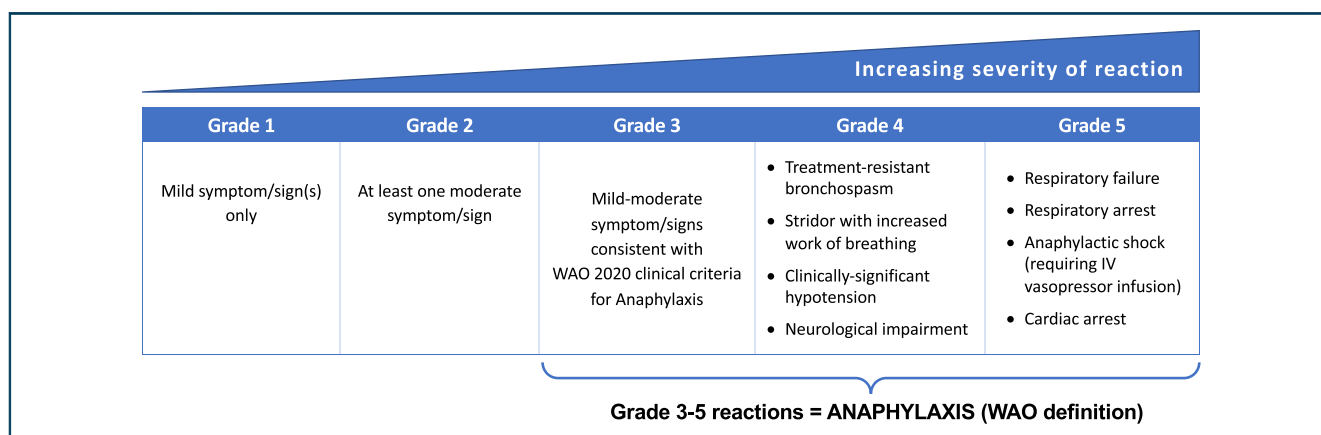 Increasing severity of reaction
Grade 1
Grade 2
Grade 3
Grade 4
Grade 5
Mild symptom/sign(s)
only
At least one moderate
symptom/sign
Mild-moderate
symptom/signs
consistent with
WAO 2020 clinical criteria
for Anaphylaxis
• Treatment-resistant
bronchospasm
• Stridor with increased
work of breathing
• Clinically-significant
hypotension
• Neurological impairment
• Respiratory failure
• Respiratory arrest
• Anaphylactic shock
(requiring IV
vasopressor infusion)
• Cardiac arrest
Grade 3-5 reactions = ANAPHYLAXIS (WAO definition)